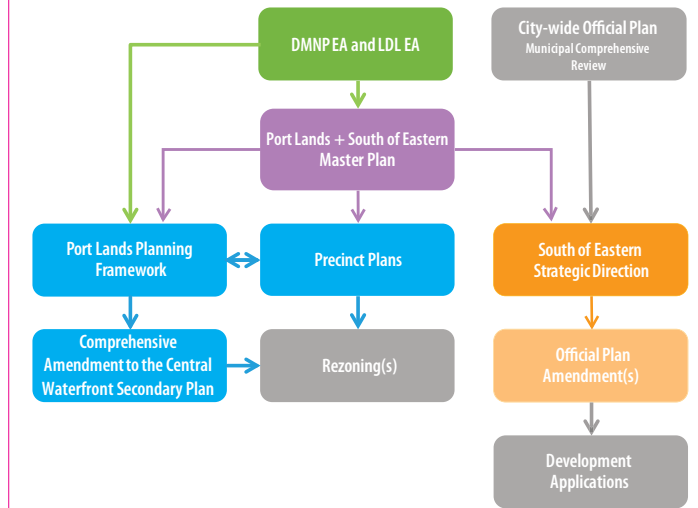 DMNP EA and LDL EA
City-wide Official Plan
Municipal Comprehensive
Review
Port Lands + South of Eastern
Master Plan
Port Lands Planning
Framework
Precinct Plans
South of Eastern
Strategic Direction
Comprehensive
Amendment to the Central
Waterfront Secondary Plan
Rezoning(s)
Official Plan
Amendment(s)
Development
Applications